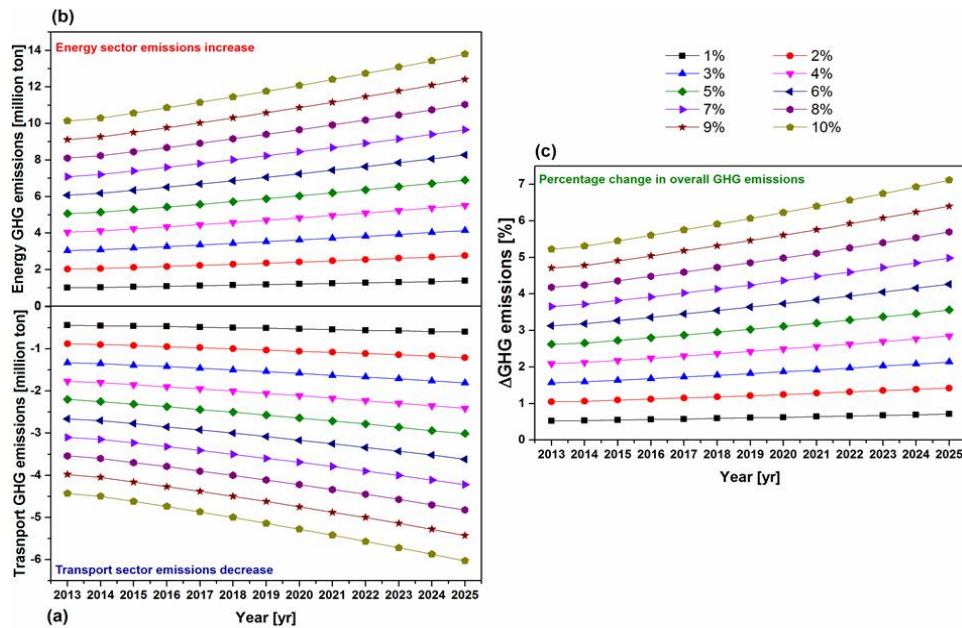 (b)
Energy sector emissions increase
Energy GHG emissions [million ton]
14
12
10
8
6
4
2
0
Trasnport GHG emissions [million ton]
-1
-2
-3
-4
-5
-6
Transport sector emissions decrease
2013 2014 2015 2016 2017 2018 2019 2020 2021 2022 2023 2024 2025
Year [yr]
(a)
1% 2%
3% 4%
5% 6%
7% 8%
9% 10%
(c)
Percentage change in overall GHG emissions
ΔGHG emissions [%]
7
6
5
4
3
2
1
0
2013 2014 2015 2016 2017 2018 2019 2020 2021 2022 2023 2024 2025
Year [yr]